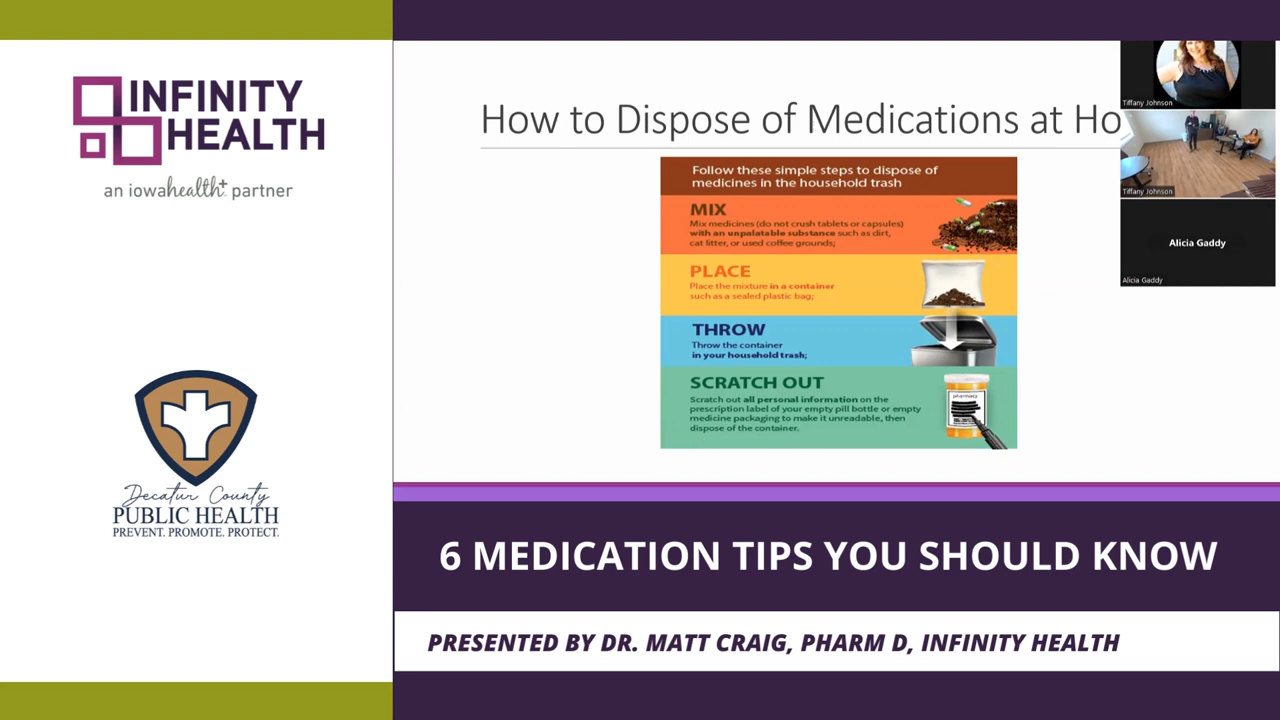 INFINITY
HEALTH
an iowahealth+ partner
Decatur County
PUBLIC HEALTH
PREVENT. PROMOTE. PROTECT.
How to Dispose of Medications at Ho
Follow these simple steps to dispose of
medicines in the household trash
MIX
Mix medicines (do not crush tablets or capsules)
with an unpalatable substance such as dirt,
cat litter, or used coffee grounds;
PLACE
Place the mixture in a container
such as a sealed plastic bag;
THROW
Throw the container
in your household trash;
SCRATCH OUT
Scratch out all personal information on the
prescription label of your empty pill bottle or empty
medicine packaging to make it unreadable, then
dispose of the container.
pharmacy
Tiffany Johnson
Tiffany Johnson
Alicia Gaddy
Alicia Gaddy
6 MEDICATION TIPS YOU SHOULD KNOW
PRESENTED BY DR. MATT CRAIG, PHARM D, INFINITY HEALTH